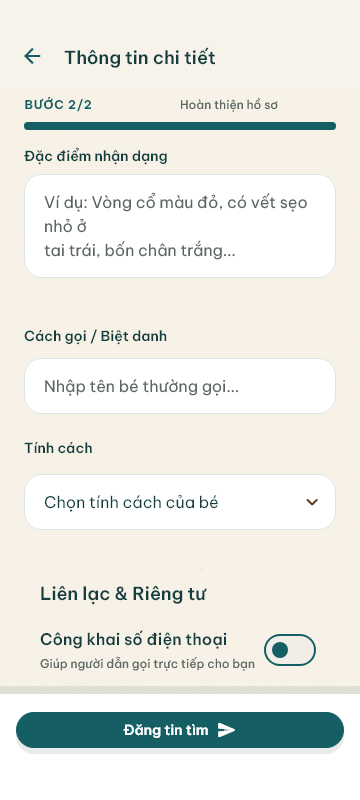 Thông tin chi tiết
BƯỚC 2/2
Hoàn thiện hồ sơ
Đặc điểm nhận dạng
Ví dụ: Vòng cổ màu đỏ, có vết sẹo
nhỏ ở
tai trái, bốn chân trắng...
Cách gọi / Biệt danh
Nhập tên bé thường gọi...
Tính cách
Chọn tính cách của bé
Liên lạc & Riêng tư
Công khai số điện thoại
Giúp người dẫn gọi trực tiếp cho bạn
Đăng tin tìm